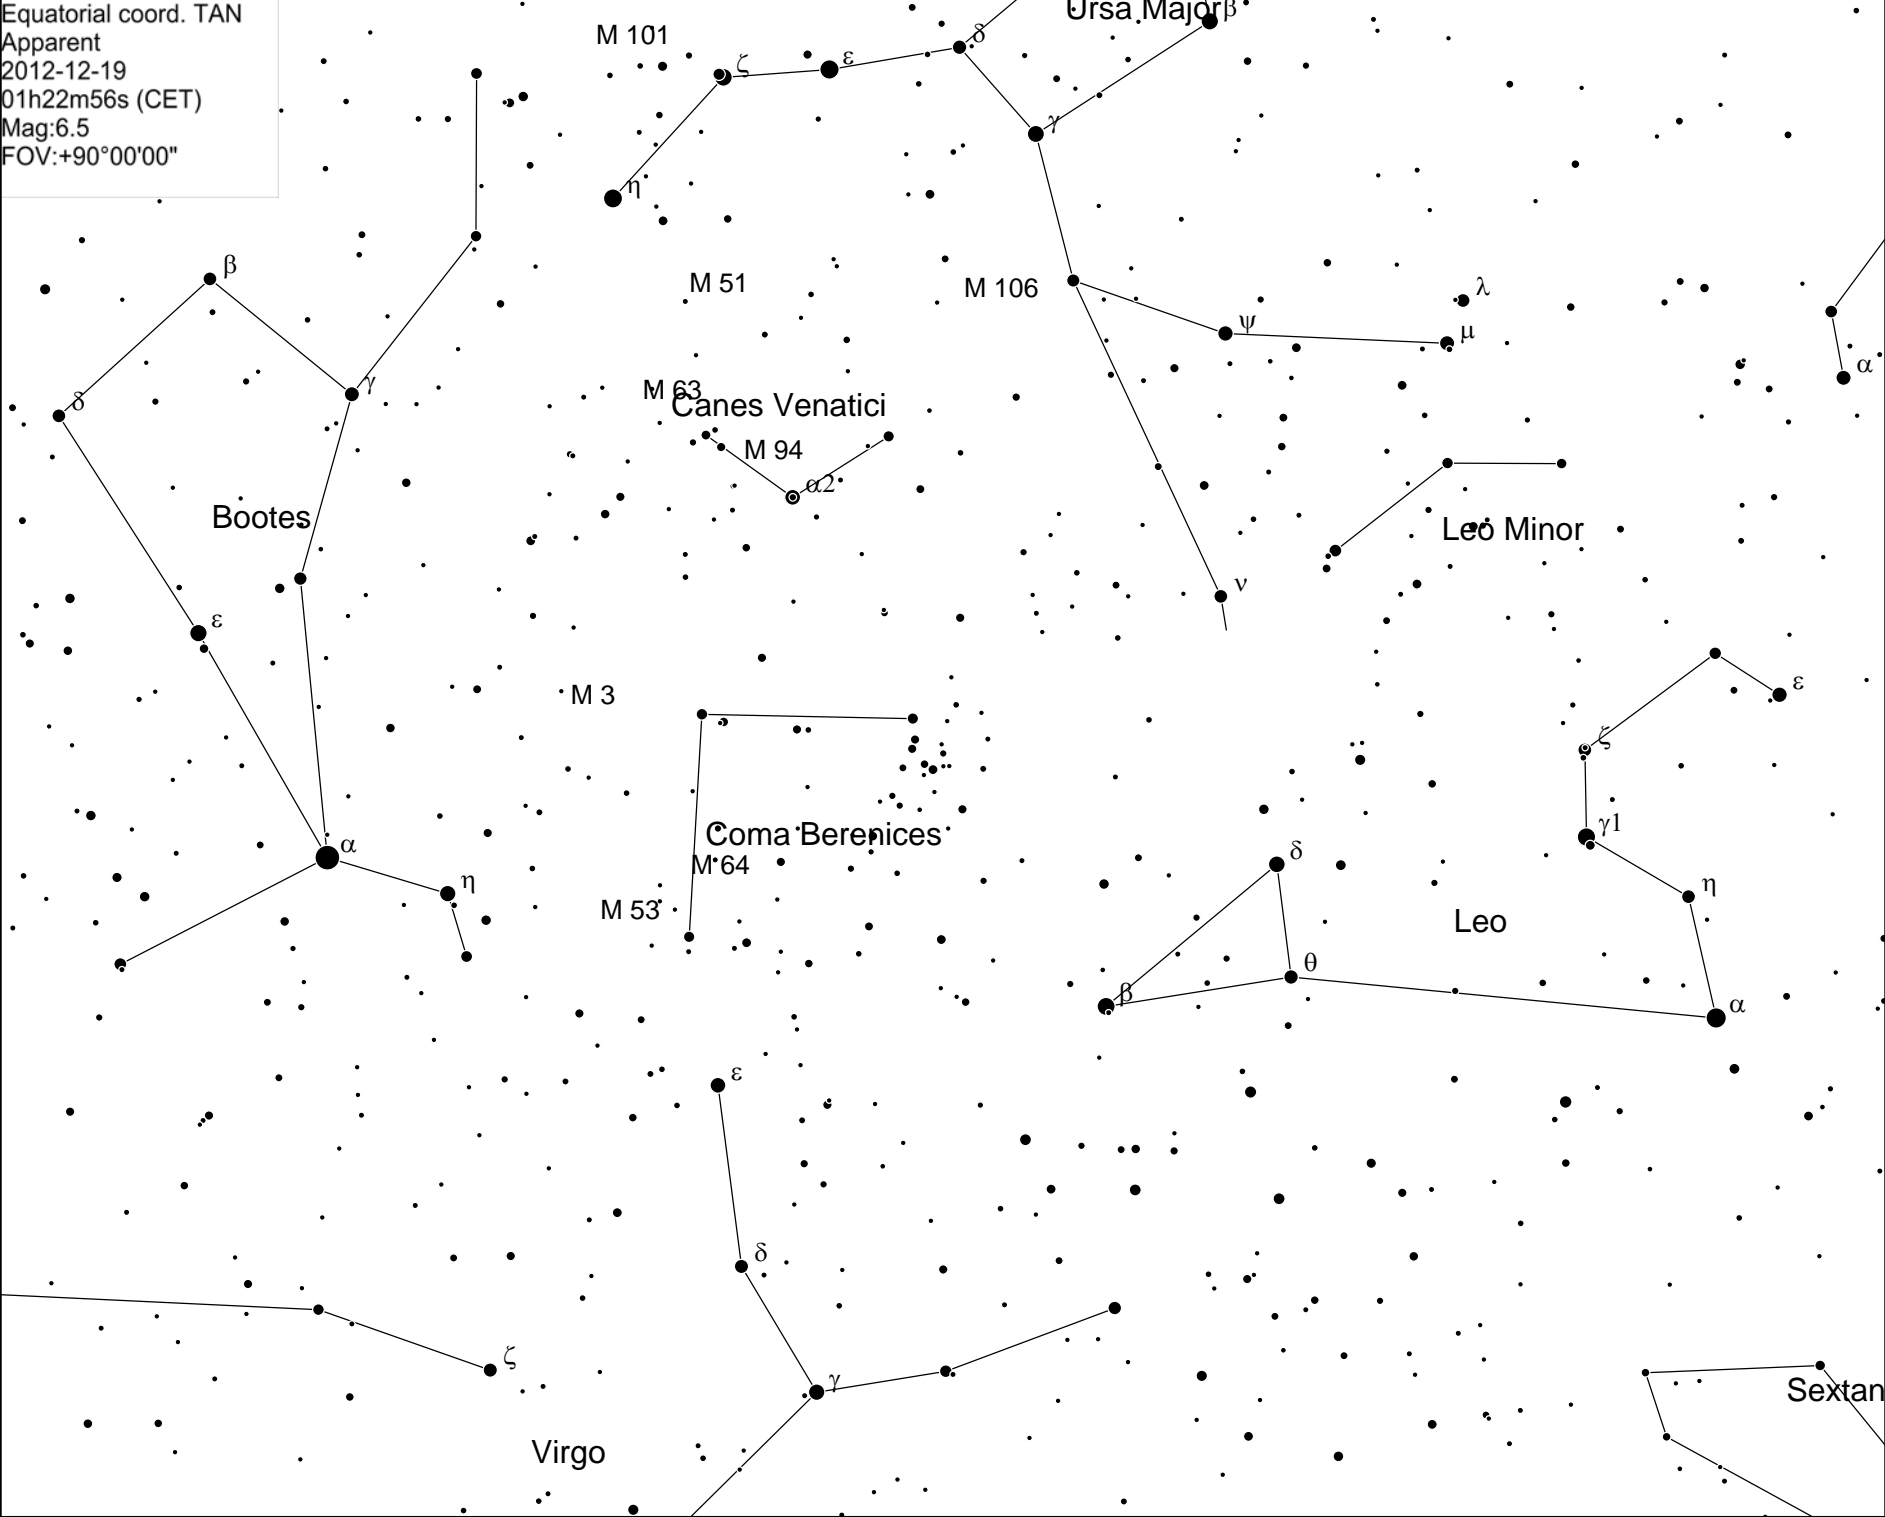 Equatorial coord. TAN
Apparent
2012-12-19
01h22m56s (CET)
Mag:6.5
FOV:+90°00'00"
Ursa Major
β
M 101
δ
ζ
ε
γ
η
β
M 51
M 106
λ
ψ
μ
α
γ
δ
M 63
Canes Venatici
M 94
α2
Bootes
Leo Minor
ν
ε
M 3
ε
ζ
γ1
Coma Berenices
α
δ
M 64
η
η
M 53
Leo
θ
β
α
ε
δ
ζ
γ
Sextan
Virgo